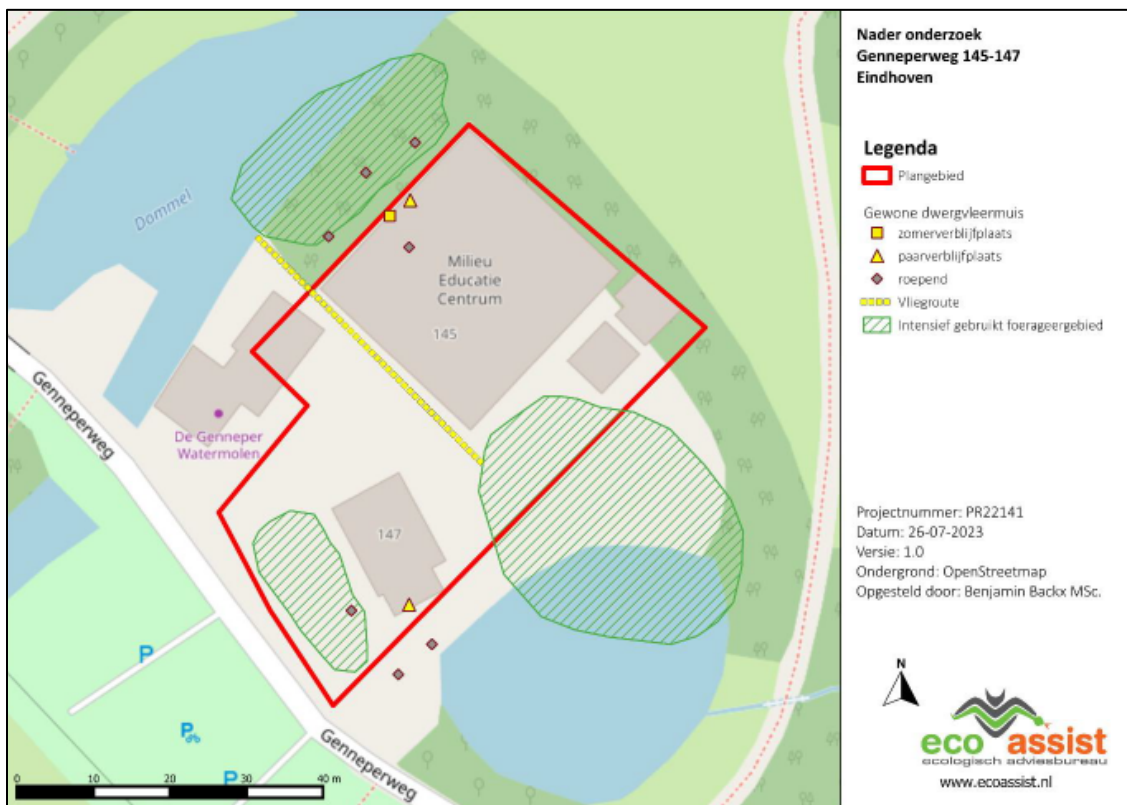 Dommel
Milieu
Educatie
Centrum
145
De Genneper
Watermolen
147
Genneperweg
Genneperweg
P
P
P
0 10 20 30 40 m
Nader onderzoek
Genneperweg 145-147
Eindhoven
Legenda
Plangebied
Gewone dwergvleermuis
zomerverblijfplaats
paarverblijfplaats
roepend
Vliegroute
Intensief gebruikt foerageergebied
Projectnummer: PR22141
Datum: 26-07-2023
Versie: 1.0
Ondergrond: OpenStreetmap
Opgesteld door: Benjamin Backx MSc.
N
eco assist
ecologisch adviesbureau
www.ecoassist.nl